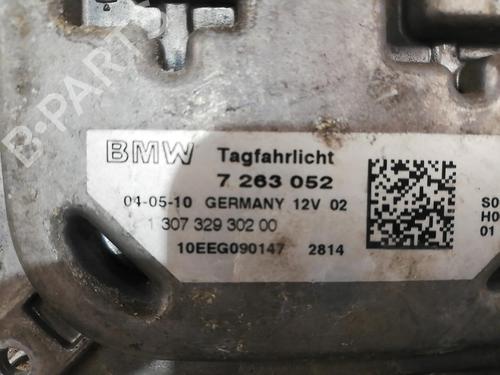 B-PARTS
BMW Tagfahrlicht
7 263 052
04-05-10 GERMANY 12V 02
1 307 329 302 00
10EEG090147 2814
S0
H0
01